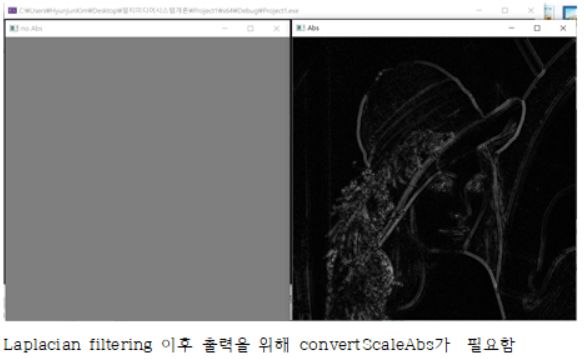 C:₩Users₩HyunjunKim₩Desktop₩멀티미디어시스템개론₩Project1₩x64₩Debug₩Project1.exe
no Abs
Abs
Laplacian filtering 이후 출력을 위해 convertScaleAbs가 필요함